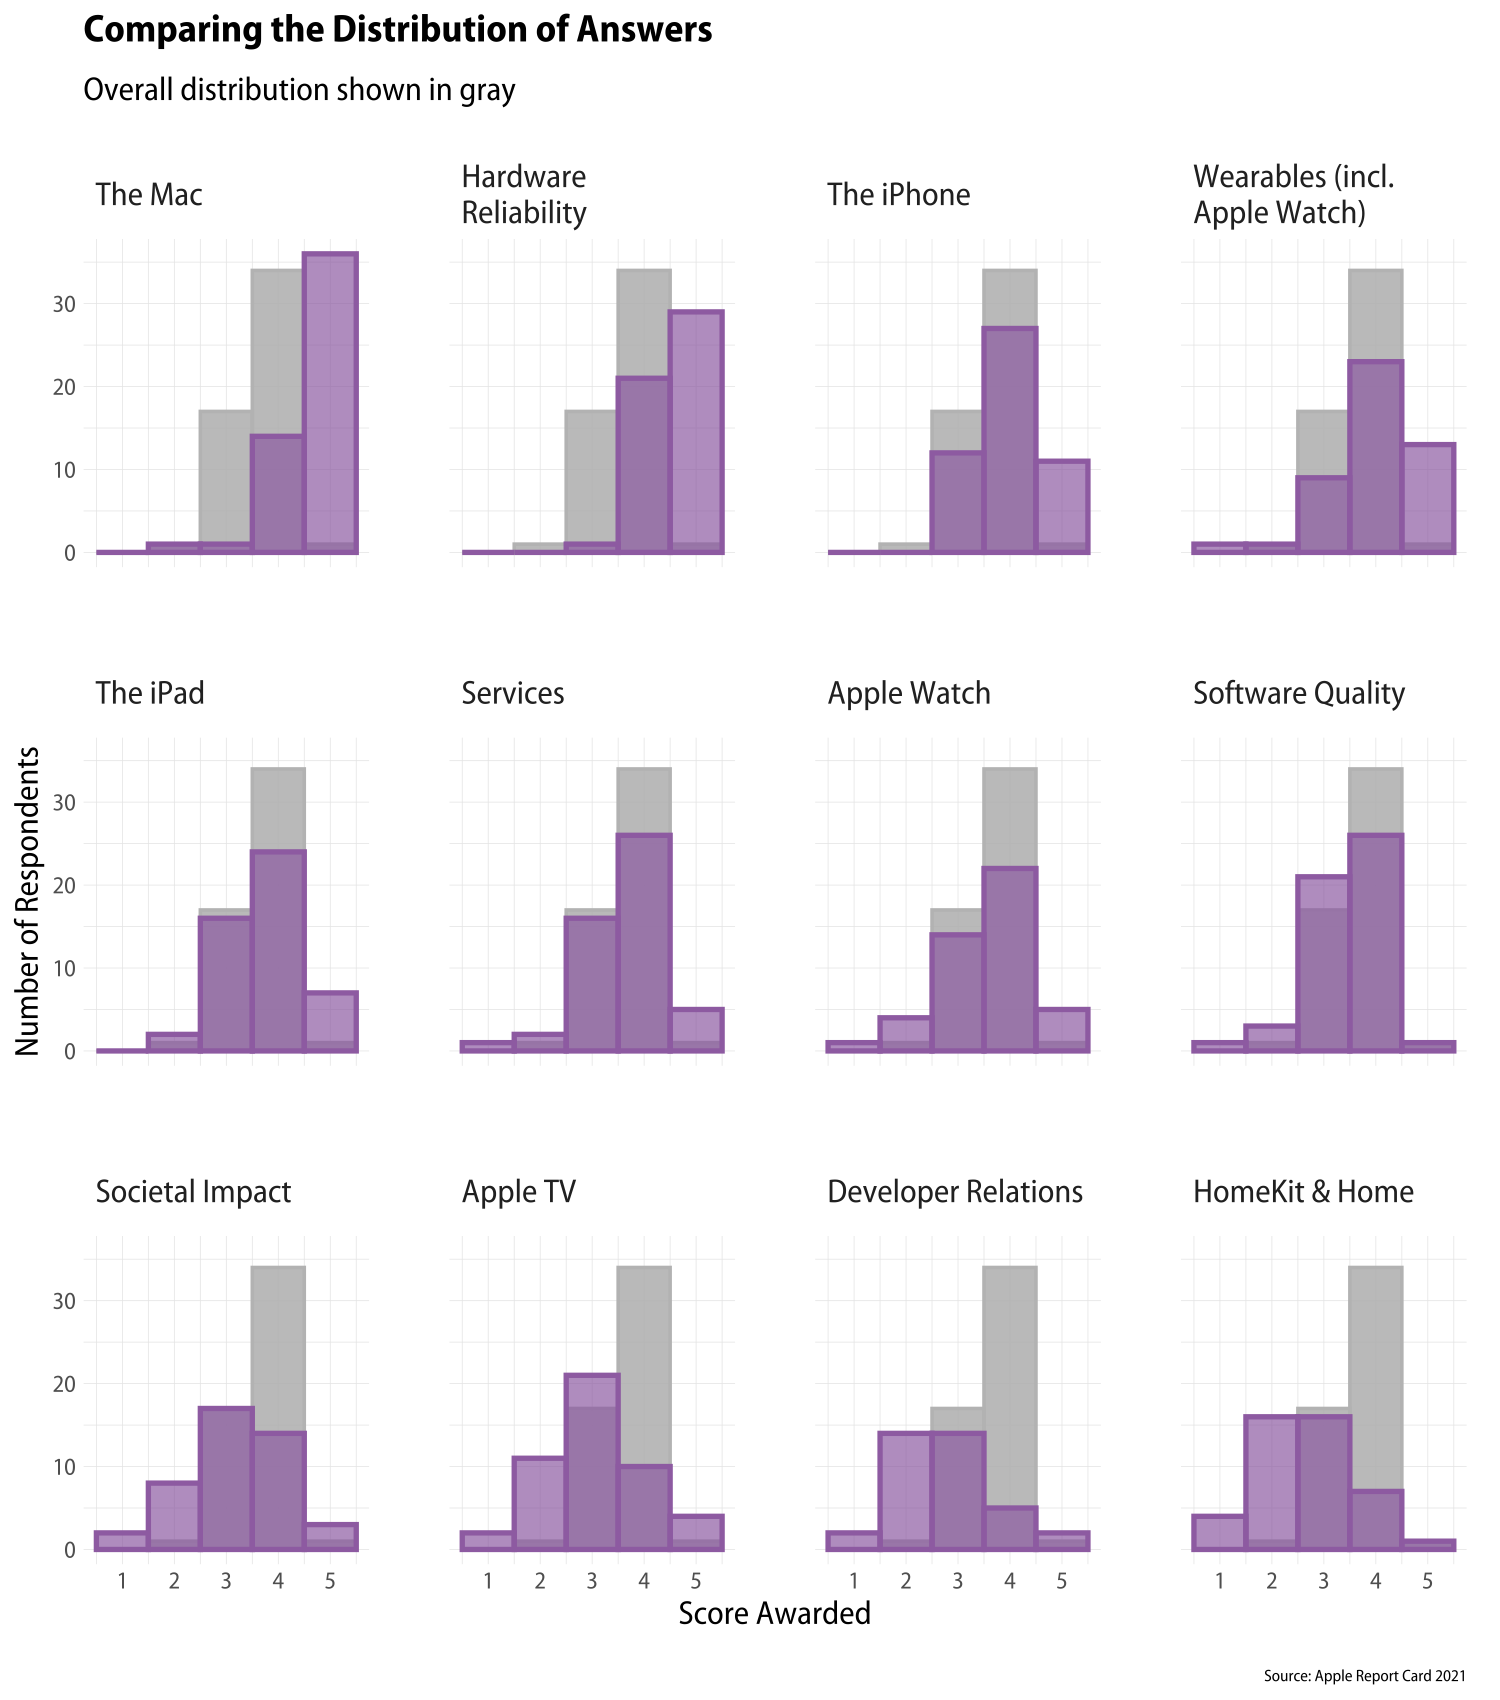 Comparing the Distribution of Answers
Overall distribution shown in gray
The Mac
Hardware
Reliability
The iPhone
Wearables (incl.
Apple Watch)
30
20
10
0
The iPad
Services
Apple Watch
Software Quality
Number of Respondents
30
20
10
0
Societal Impact
Apple TV
Developer Relations
HomeKit & Home
30
20
10
0
1 2 3 4 5
1 2 3 4 5
1 2 3 4 5
1 2 3 4 5
Score Awarded
Source: Apple Report Card 2021